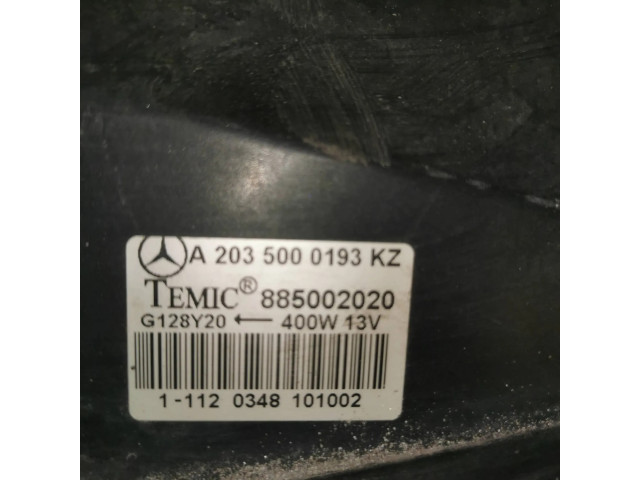 A 203 500 0193 KZ
TEMIC® 885002020
G128Y20 ← 400W 13V
1-112 0348 101002